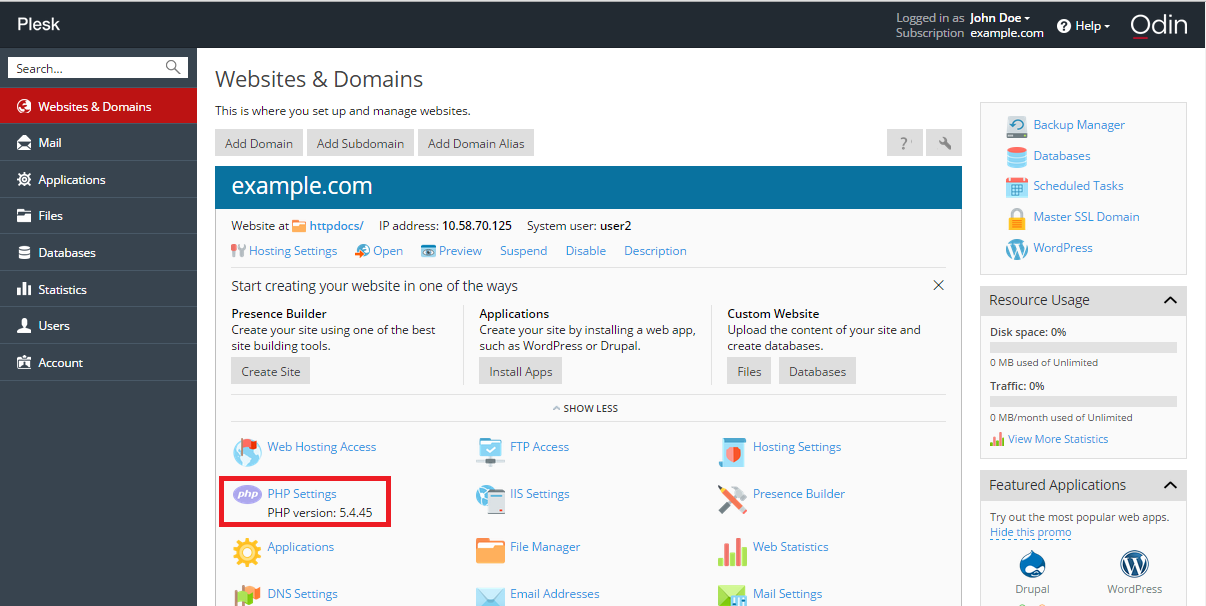 Plesk
Logged in as John Doe
Subscription example.com
Help
Odin
Search...
Websites & Domains
Mail
Applications
Files
Databases
Statistics
Users
Account
Websites & Domains
This is where you set up and manage websites.
Add Domain Add Subdomain Add Domain Alias
?
example.com
Website at httpdocs/ IP address: 10.58.70.125 System user: user2
Hosting Settings Open Preview Suspend Disable Description
Start creating your website in one of the ways
Presence Builder
Create your site using one of the best
site building tools.
Create Site
Applications
Create your site by installing a web app,
such as WordPress or Drupal.
Install Apps
Custom Website
Upload the content of your site and
create databases.
Files Databases
SHOW LESS
Web Hosting Access FTP Access Hosting Settings
php PHP Settings IIS Settings Presence Builder
PHP version: 5.4.45
Applications File Manager Web Statistics
DNS Settings Email Addresses Mail Settings
Backup Manager
Databases
Scheduled Tasks
Master SSL Domain
WordPress
Resource Usage
Disk space: 0%
0 MB used of Unlimited
Traffic: 0%
0 MB/month used of Unlimited
View More Statistics
Featured Applications
Try out the most popular web apps.
Hide this promo
Drupal WordPress